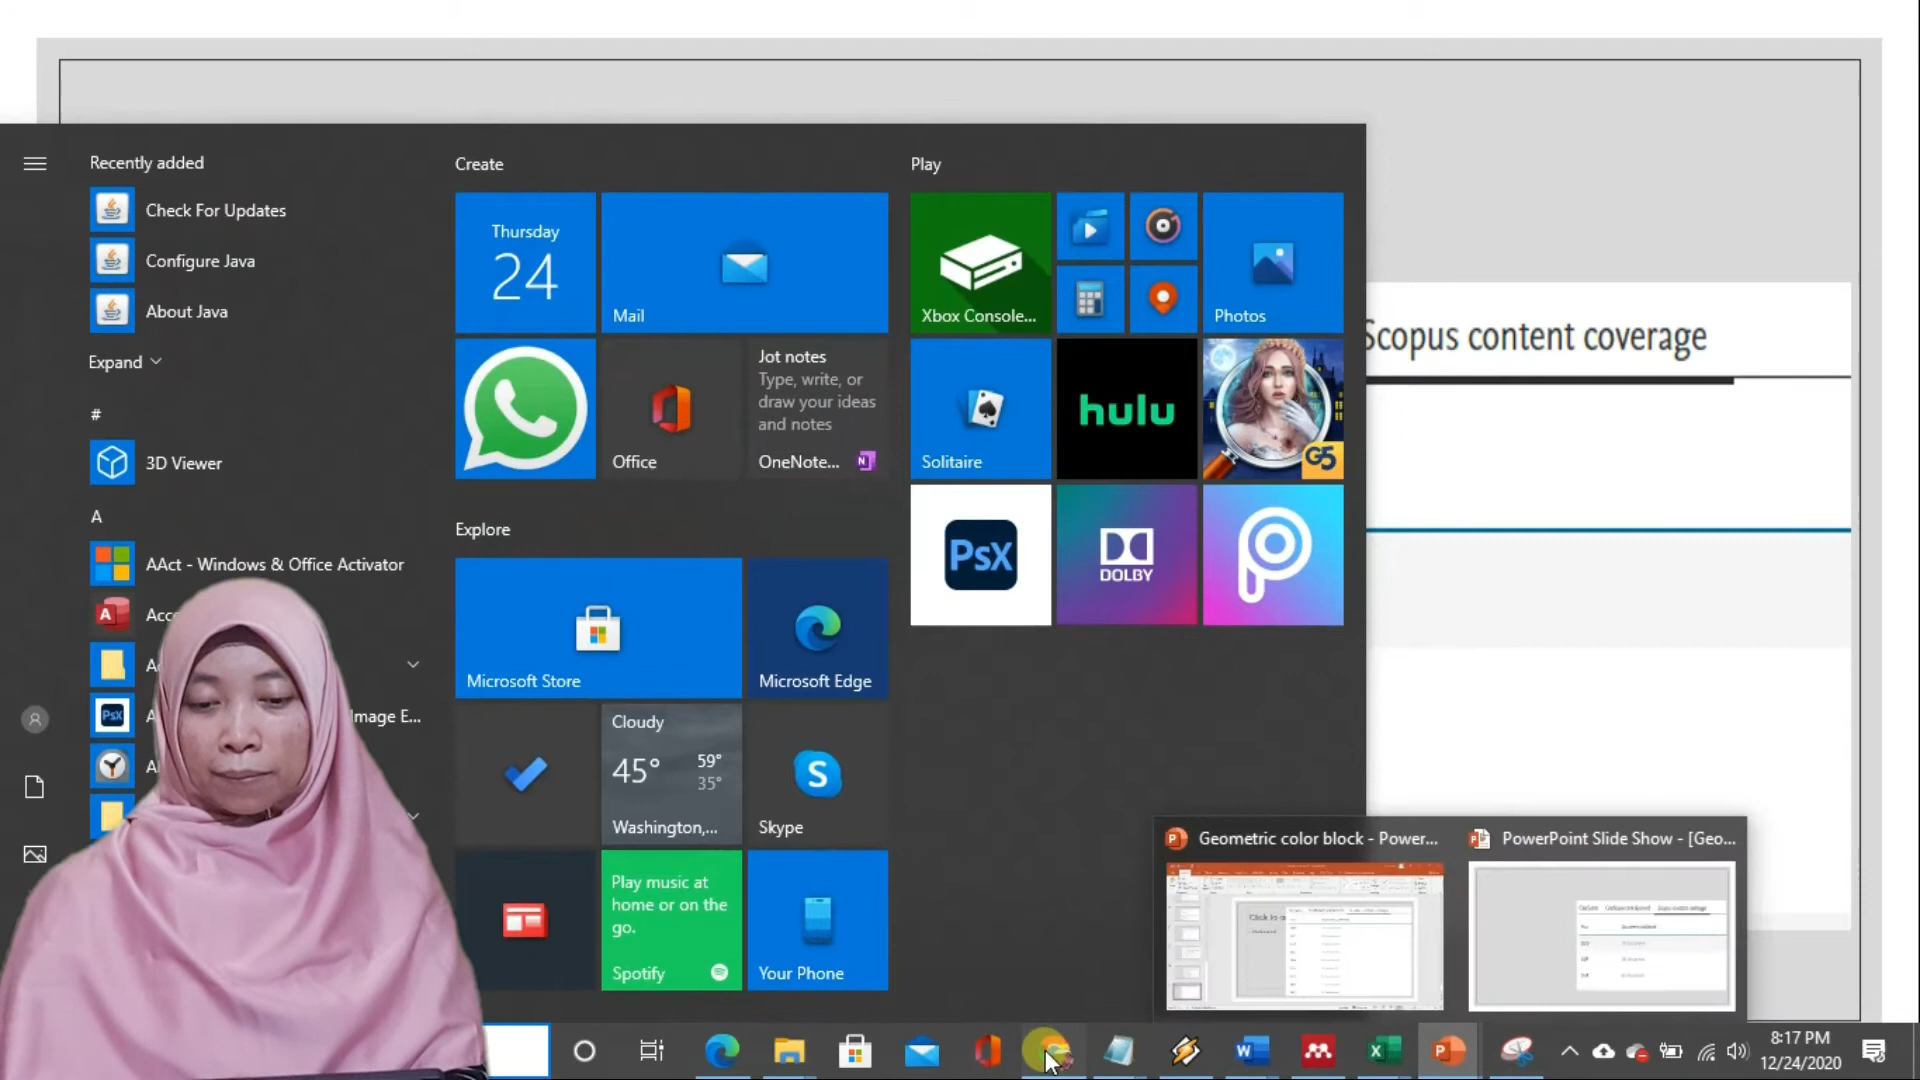 Recently added
Check For Updates
Configure Java
About Java
Expand
#
3D Viewer
A
AAct - Windows & Office Activator
Acc
A
A
PsX
Image E...
A
Create
Thursday
24
Mail
Office
Jot notes
Type, write, or
draw your ideas
and notes
OneNote...
N
Explore
Microsoft Store
Microsoft Edge
Cloudy
45°
59°
35°
Washington,...
S
Skype
Play music at
home or on the
go.
Spotify
Your Phone
Play
Xbox Console...
Photos
Solitaire
hulu
G5
PsX
DOLBY
Scopus content coverage
Geometric color block - Power...
PowerPoint Slide Show - [Geo...
8:17 PM
12/24/2020